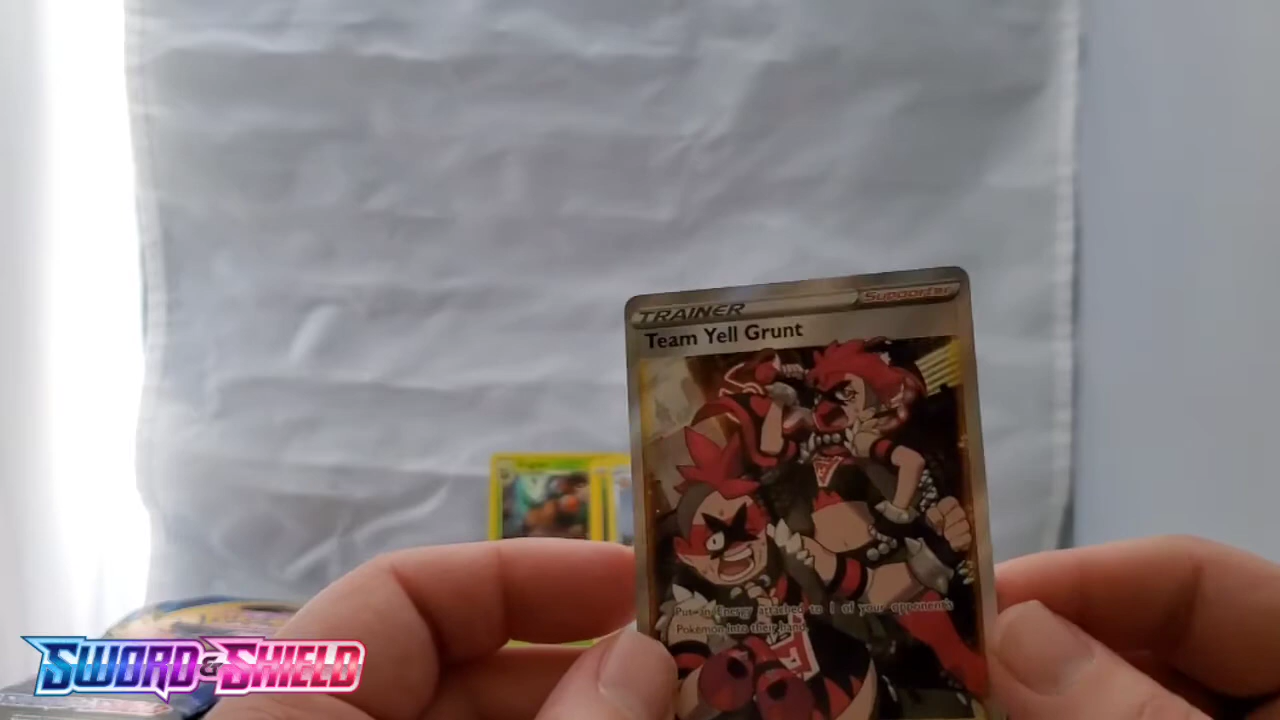 TRAINER Supporter
Team Yell Grunt
Put an Energy attached to 1 of your opponent's
Pokémon into their hand.
SWORD & SHIELD